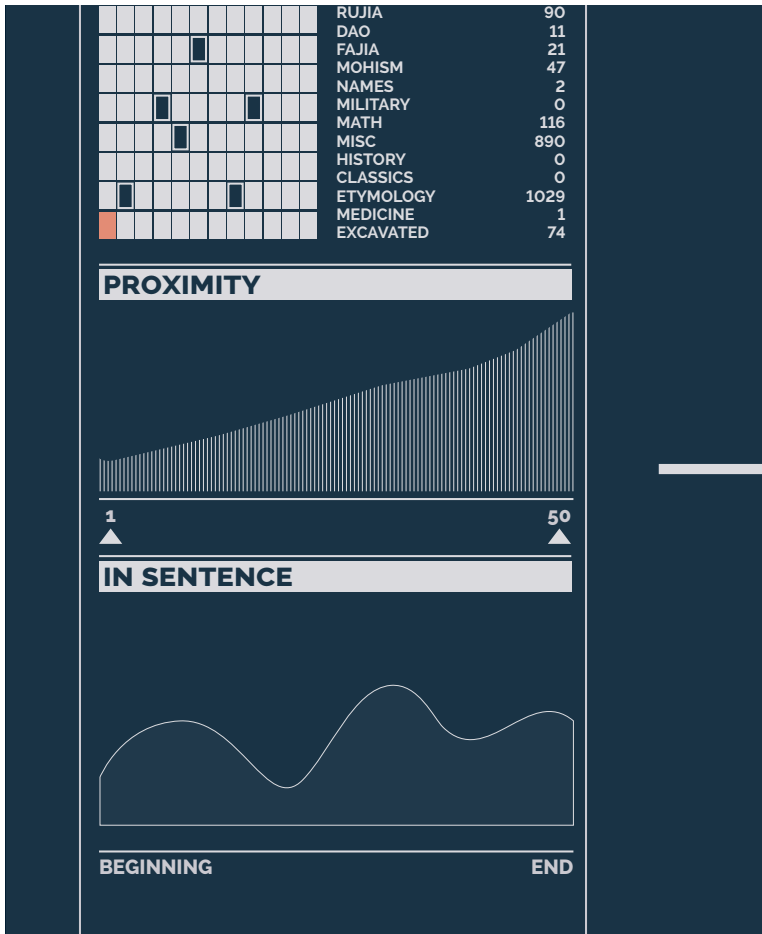 RUJIA 90
DAO 11
FAJIA 21
MOHISM 47
NAMES 2
MILITARY 0
MATH 116
MISC 890
HISTORY 0
CLASSICS 0
ETYMOLOGY 1029
MEDICINE 1
EXCAVATED 74
PROXIMITY
1 50
IN SENTENCE
BEGINNING END